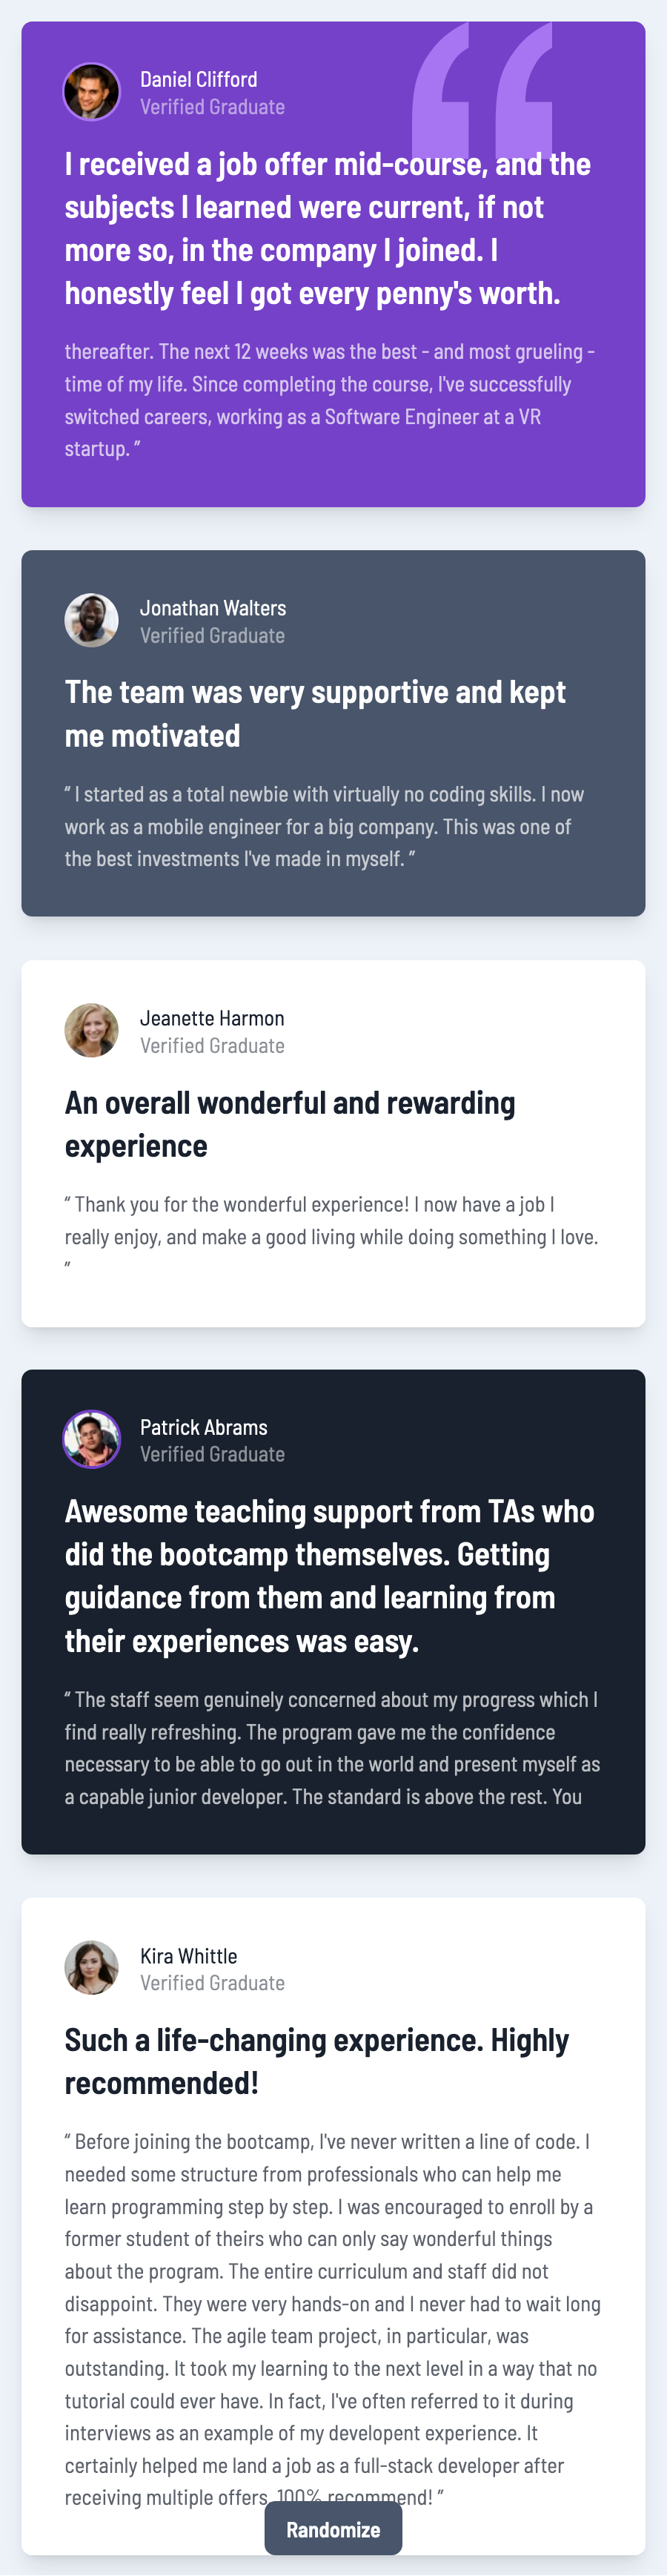 “
Daniel Clifford
Verified Graduate
I received a job offer mid-course, and the
subjects I learned were current, if not
more so, in the company I joined. I
honestly feel I got every penny's worth.
thereafter. The next 12 weeks was the best - and most grueling -
time of my life. Since completing the course, I've successfully
switched careers, working as a Software Engineer at a VR
startup. ”
Jonathan Walters
Verified Graduate
The team was very supportive and kept
me motivated
“ I started as a total newbie with virtually no coding skills. I now
work as a mobile engineer for a big company. This was one of
the best investments I've made in myself. ”
Jeanette Harmon
Verified Graduate
An overall wonderful and rewarding
experience
“ Thank you for the wonderful experience! I now have a job I
really enjoy, and make a good living while doing something I love.
”
Patrick Abrams
Verified Graduate
Awesome teaching support from TAs who
did the bootcamp themselves. Getting
guidance from them and learning from
their experiences was easy.
“ The staff seem genuinely concerned about my progress which I
find really refreshing. The program gave me the confidence
necessary to be able to go out in the world and present myself as
a capable junior developer. The standard is above the rest. You
Kira Whittle
Verified Graduate
Such a life-changing experience. Highly
recommended!
“ Before joining the bootcamp, I've never written a line of code. I
needed some structure from professionals who can help me
learn programming step by step. I was encouraged to enroll by a
former student of theirs who can only say wonderful things
about the program. The entire curriculum and staff did not
disappoint. They were very hands-on and I never had to wait long
for assistance. The agile team project, in particular, was
outstanding. It took my learning to the next level in a way that no
tutorial could ever have. In fact, I've often referred to it during
interviews as an example of my developent experience. It
certainly helped me land a job as a full-stack developer after
receiving multiple offers. 100% recommend! ”
Randomize